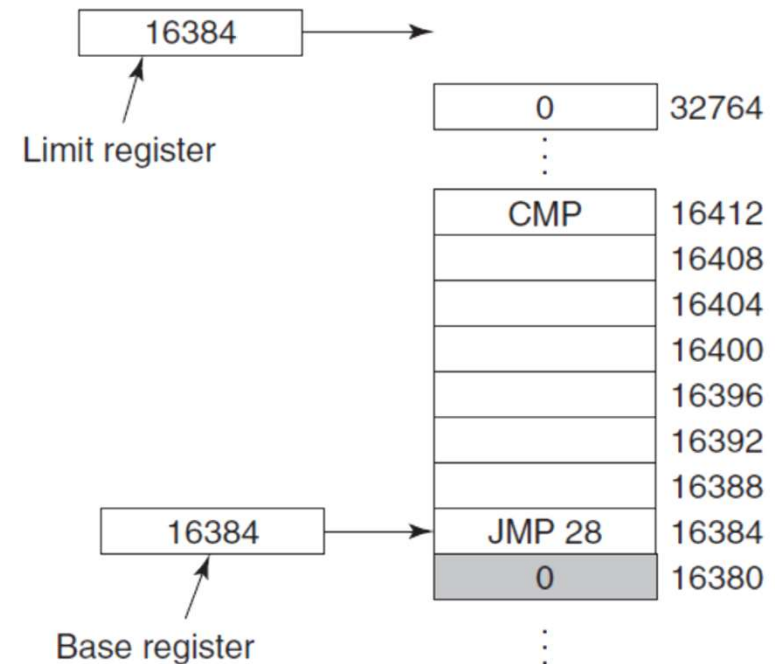 16384
Limit register
0 32764
CMP 16412
16408
16404
16400
16396
16392
16388
16384 JMP 28 16384
0 16380
Base register